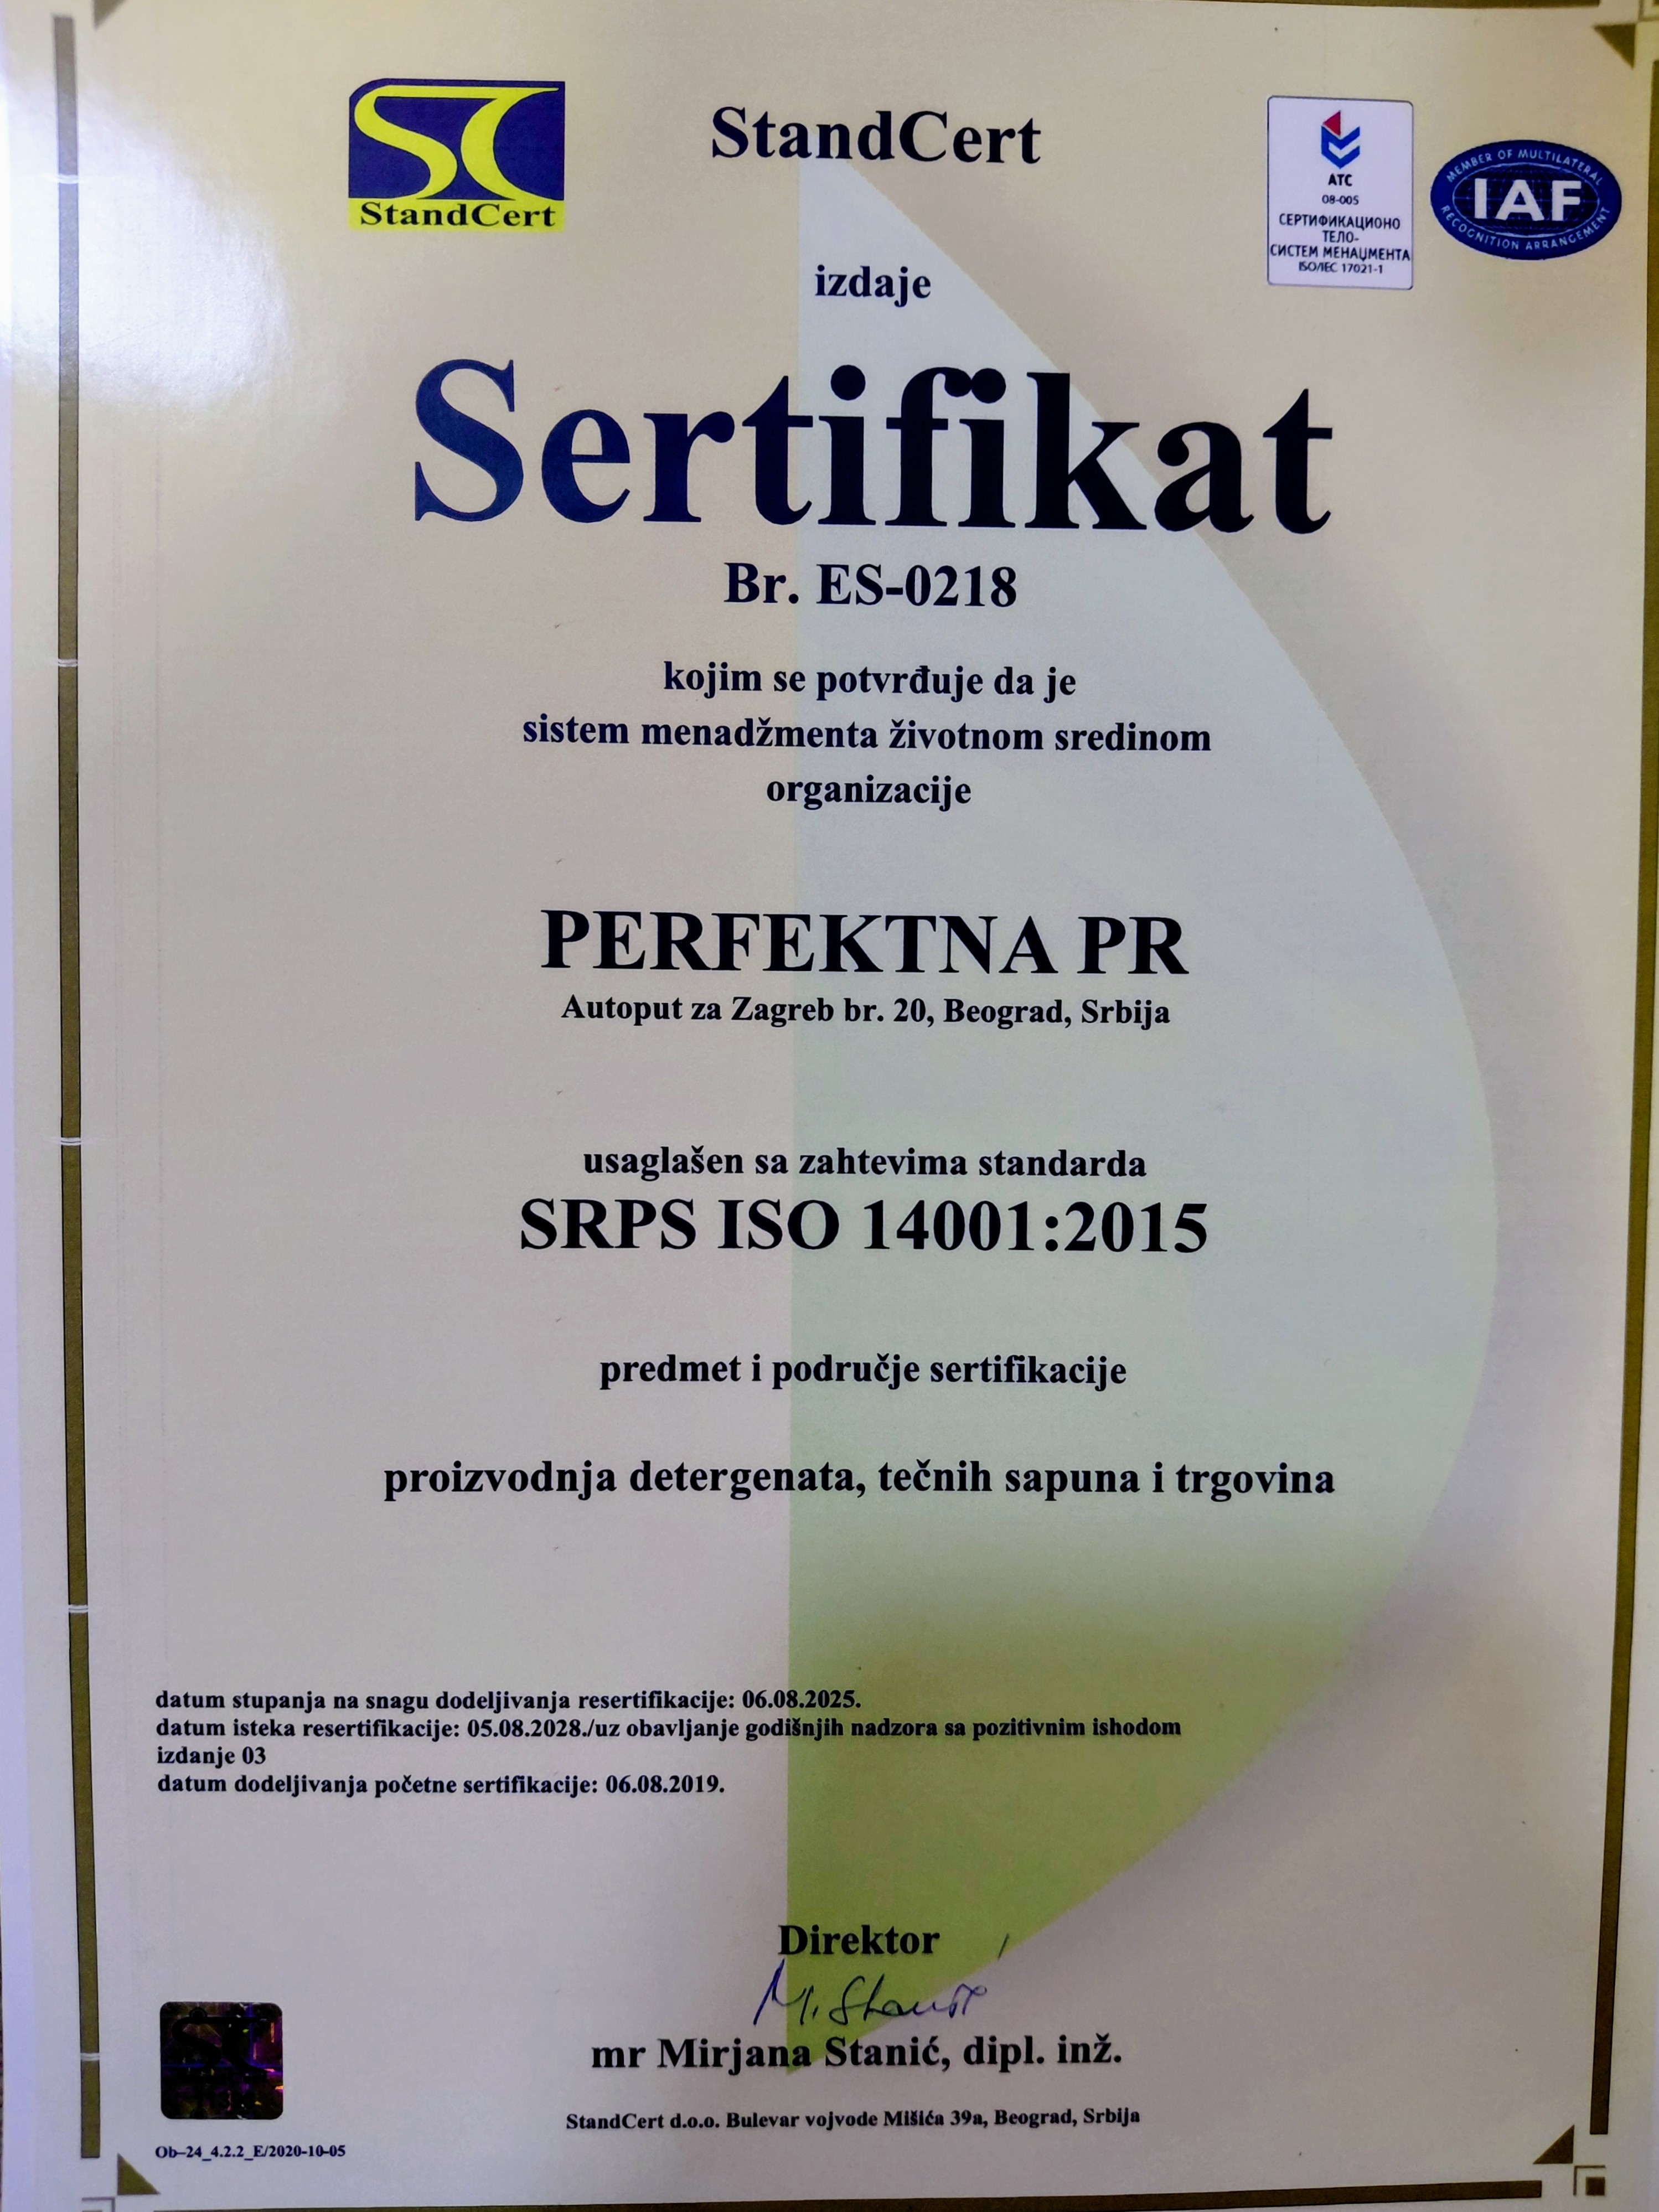 StandCert
StandCert
ATC
08-005
СЕРТИФИКАЦИОНО
ТЕЛО-
СИСТЕМ МЕНАЏМЕНТА
ISO/IEC 17021-1
MEMBER OF MULTILATERAL
IAF
RECOGNITION ARRANGEMENT
izdaje
Sertifikat
Br. ES-0218
kojim se potvrđuje da je
sistem menadžmenta životnom sredinom
organizacije
PERFEKTNA PR
Autoput za Zagreb br. 20, Beograd, Srbija
usaglašen sa zahtevima standarda
SRPS ISO 14001:2015
predmet i područje sertifikacije
proizvodnja detergenata, tečnih sapuna i trgovina
datum stupanja na snagu dodeljivanja resertifikacije: 06.08.2025.
datum isteka resertifikacije: 05.08.2028./uz obavljanje godišnjih nadzora sa pozitivnim ishodom
izdanje 03
datum dodeljivanja početne sertifikacije: 06.08.2019.
Direktor
M. Stanić
mr Mirjana Stanić, dipl. inž.
StandCert d.o.o. Bulevar vojvode Mišića 39a, Beograd, Srbija
Ob-24_4.2.2_E/2020-10-05